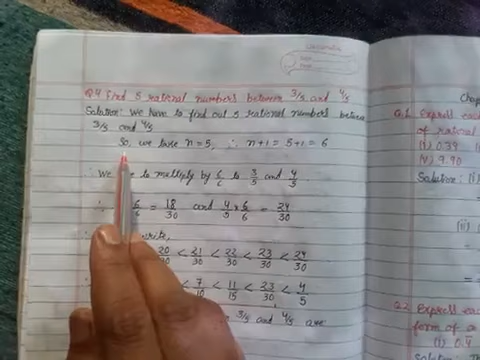 Q4 Find 5 rational numbers between 3/5 and 4/5
Solution: We have to find out 5 rational numbers between
3/5 and 4/5
So, we take n=5, ∴ n+1 = 5+1 = 6
to multiply by 6/6 to 3/5 and 4/5.
6/6 = 18/30 and 4/5 × 6/6 = 24/30
write,
20/30 < 21/30 < 22/30 < 23/30 < 24/30
< 7/10 < 11/15 < 23/30 < 4/5
3/5 and 4/5 are
Chap
Q.1 Express each
of rational
(i) 0.39
(v) 9.90
Solution: (i)
(ii)
Q.2 Express each
form of a
(i) 0.4
Solution